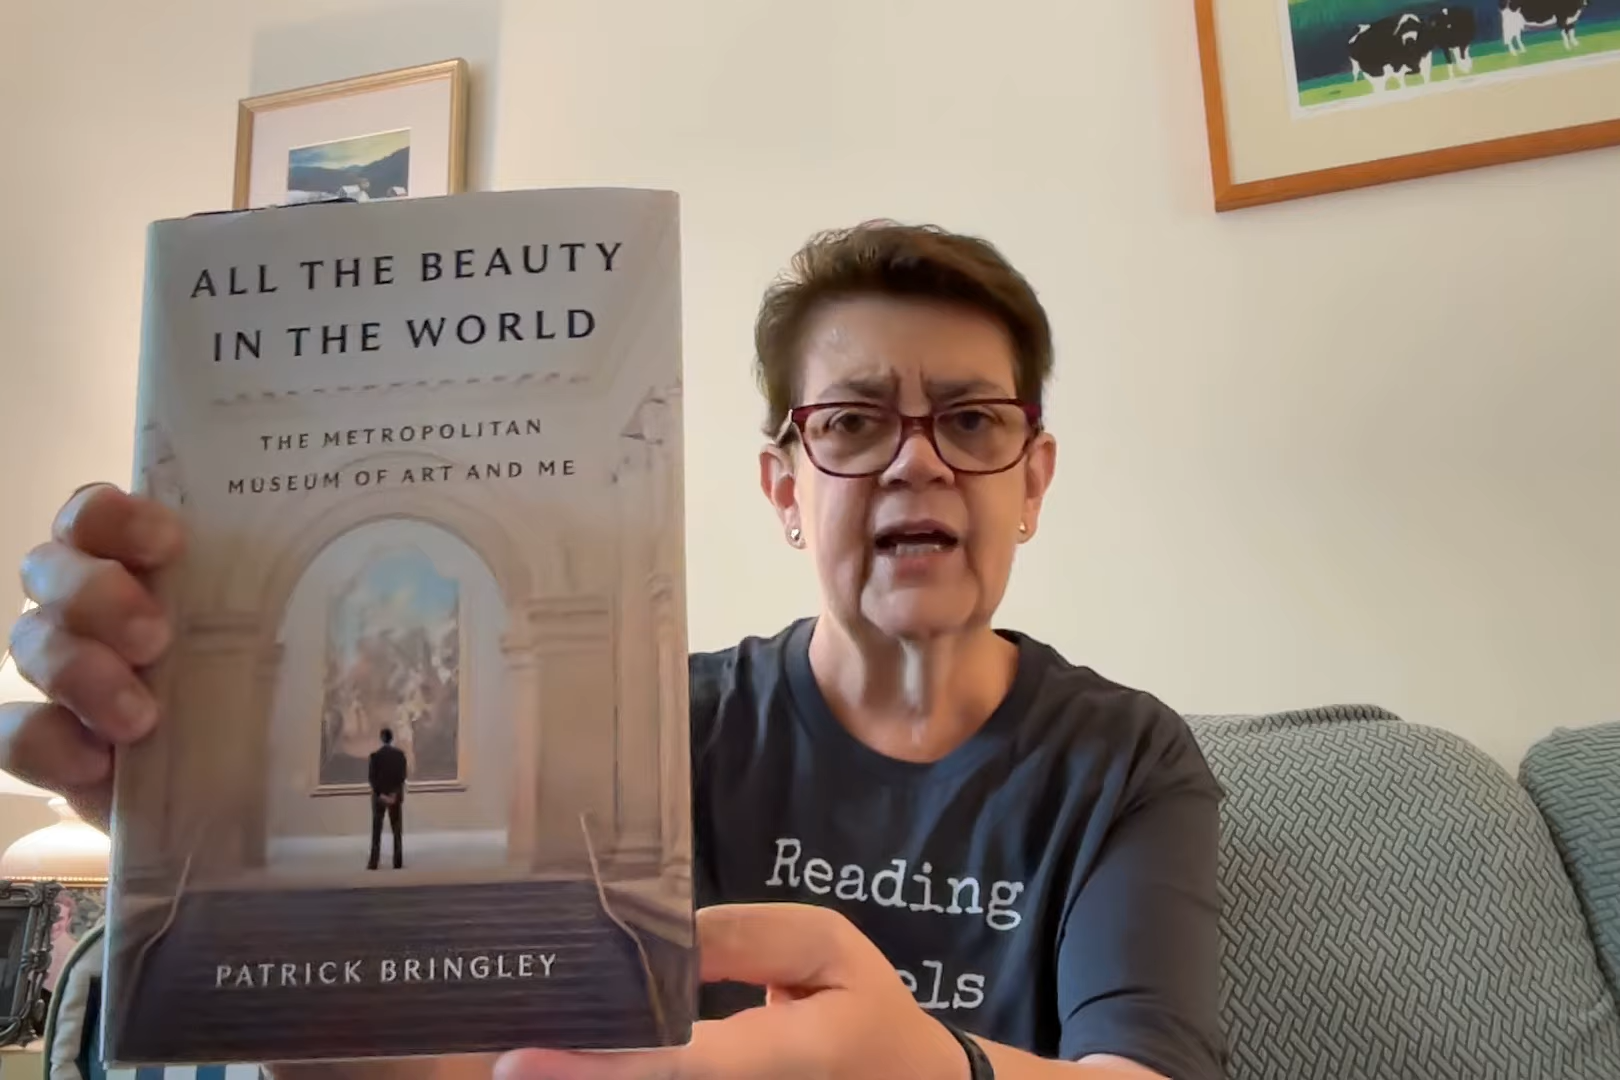 ALL THE BEAUTY
IN THE WORLD
THE METROPOLITAN
MUSEUM OF ART AND ME
PATRICK BRINGLEY
Reading